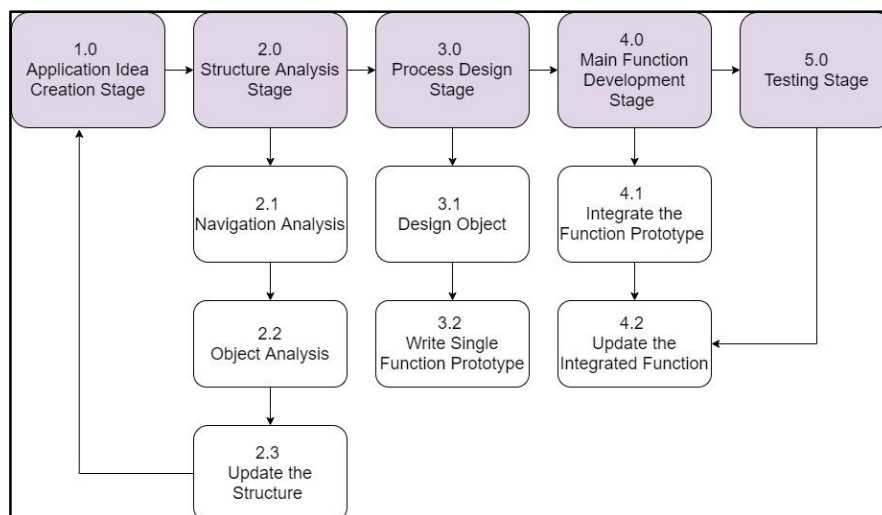 1.0
Application Idea
Creation Stage
2.0
Structure Analysis
Stage
3.0
Process Design
Stage
4.0
Main Function
Development
Stage
5.0
Testing Stage
2.1
Navigation Analysis
3.1
Design Object
4.1
Integrate the
Function Prototype
2.2
Object Analysis
3.2
Write Single
Function Prototype
4.2
Update the
Integrated Function
2.3
Update the
Structure